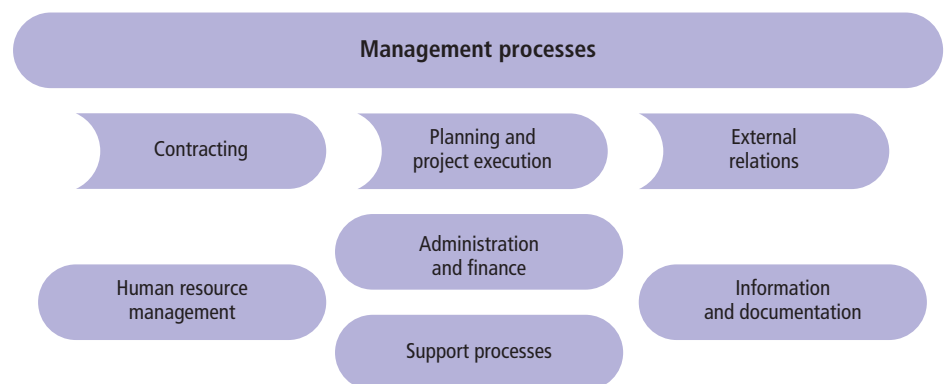 Management processes
Contracting
Planning and
project execution
External
relations
Administration
and finance
Human resource
management
Information
and documentation
Support processes